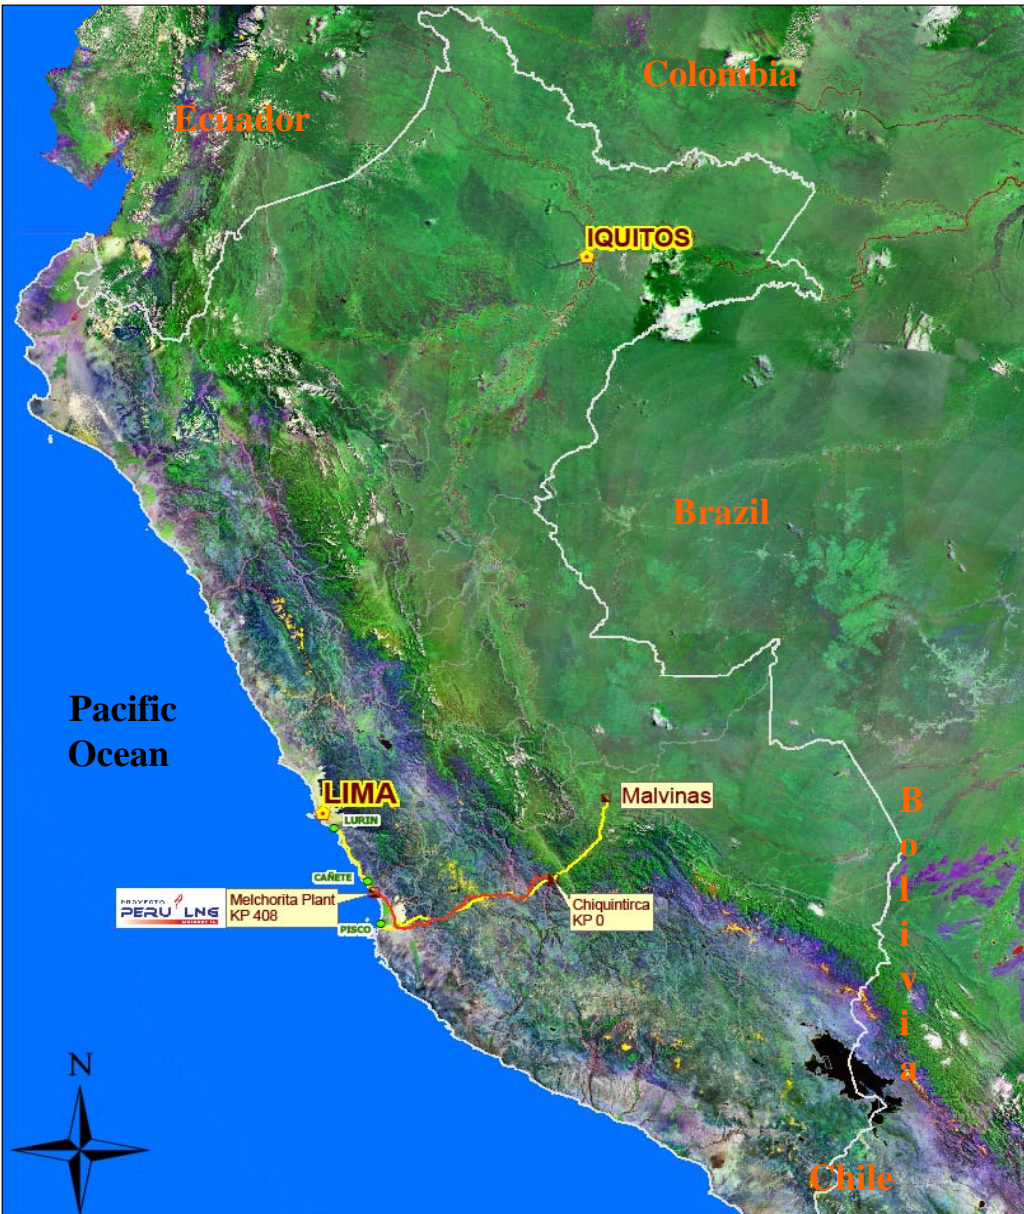 Colombia
Ecuador
IQUITOS
Brazil
Pacific
Ocean
LIMA
LURIN
Malvinas
Bolivia
CAÑETE
PROYECTO
PERU LNG
Melchorita Plant
KP 408
Chiquintirca
KP 0
PISCO
N
Chile